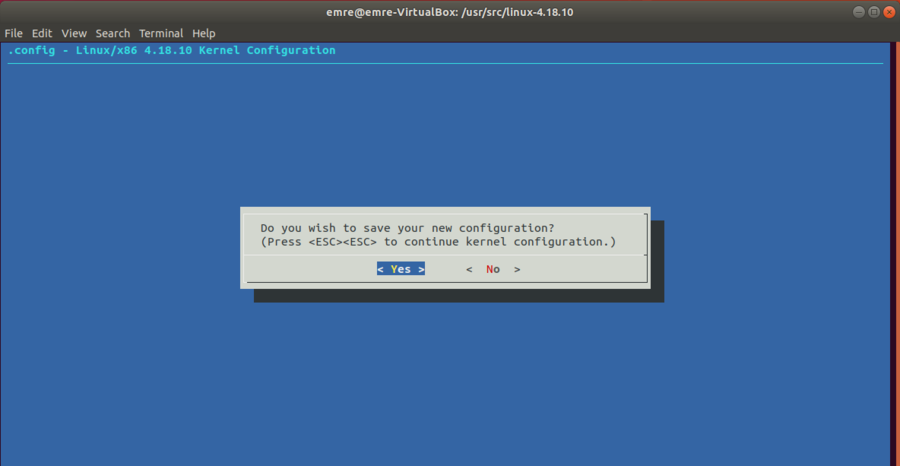 emre@emre-VirtualBox: /usr/src/linux-4.18.10
File Edit View Search Terminal Help
.config - Linux/x86 4.18.10 Kernel Configuration
Do you wish to save your new configuration?
(Press <ESC><ESC> to continue kernel configuration.)
< Yes > < No >